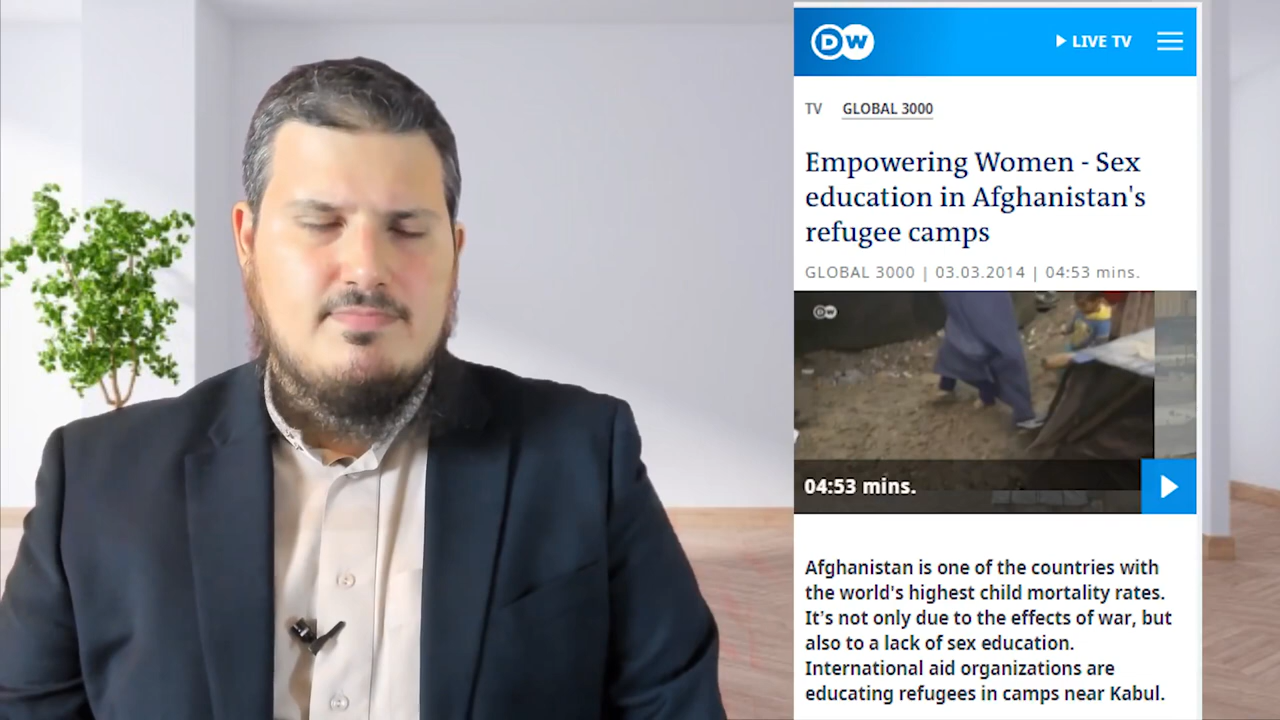 DW
LIVE TV
TV GLOBAL 3000
Empowering Women - Sex
education in Afghanistan's
refugee camps
GLOBAL 3000 | 03.03.2014 | 04:53 mins.
DW
04:53 mins.
Afghanistan is one of the countries with
the world's highest child mortality rates.
It's not only due to the effects of war, but
also to a lack of sex education.
International aid organizations are
educating refugees in camps near Kabul.